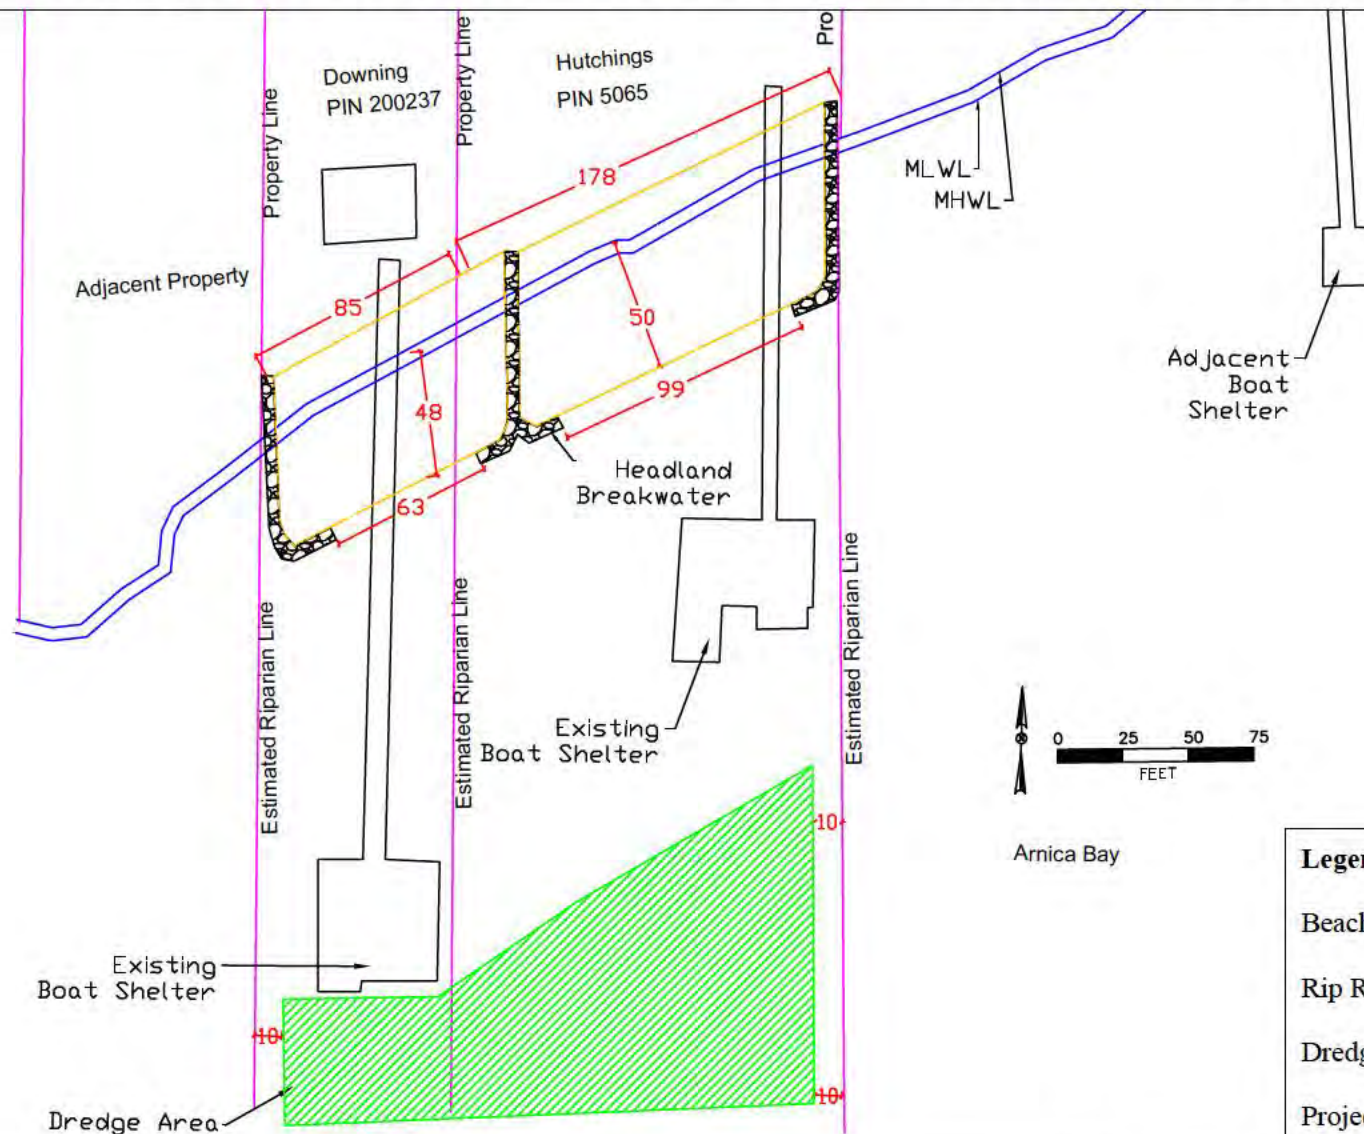 Property Line
Property Line
Pro
Downing
PIN 200237
Hutchings
PIN 5065
178
MLWL
MHWL
Adjacent Property
85
50
Adjacent
Boat
Shelter
99
48
Headland
Breakwater
63
Estimated Riparian Line
Estimated Riparian Line
Estimated Riparian Line
Existing
Boat Shelter
0 25 50 75
FEET
10
Arnica Bay
Legen
Beach
Existing
Boat Shelter
Rip R
10
Dredg
10
Dredge Area
Projec